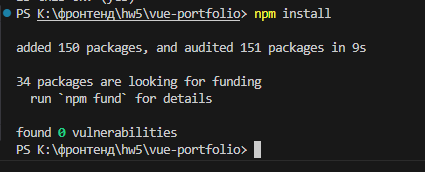 PS K:\фронтенд\hw5\vue-portfolio> npm install
added 150 packages, and audited 151 packages in 9s
34 packages are looking for funding
run `npm fund` for details
found 0 vulnerabilities
PS K:\фронтенд\hw5\vue-portfolio>